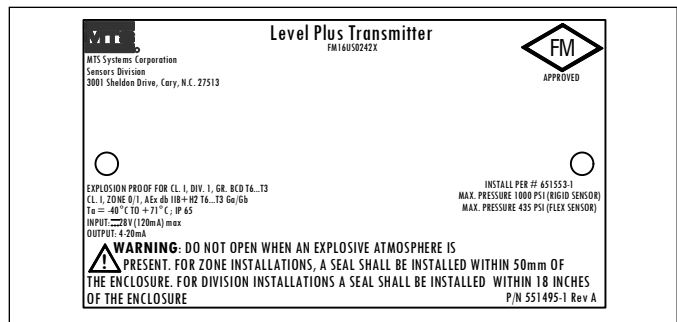 MTS
Level Plus Transmitter
FM16US0242X
FM
APPROVED
MTS Systems Corporation
Sensors Division
3001 Sheldon Drive, Cary, N.C. 27513
EXPLOSION PROOF FOR CL. I, DIV. 1, GR. BCD T6...T3
CL. I, ZONE 0/1, AEx db IIB+H2 T6...T3 Ga/Gb
Ta = -40°C TO +71°C ; IP 65
INPUT: ⎓28V (120mA) max
OUTPUT: 4-20mA
INSTALL PER # 651553-1
MAX. PRESSURE 1000 PSI (RIGID SENSOR)
MAX. PRESSURE 435 PSI (FLEX SENSOR)
WARNING: DO NOT OPEN WHEN AN EXPLOSIVE ATMOSPHERE IS
PRESENT. FOR ZONE INSTALLATIONS, A SEAL SHALL BE INSTALLED WITHIN 50mm OF
THE ENCLOSURE. FOR DIVISION INSTALLATIONS A SEAL SHALL BE INSTALLED WITHIN 18 INCHES
OF THE ENCLOSURE
P/N 551495-1 Rev A